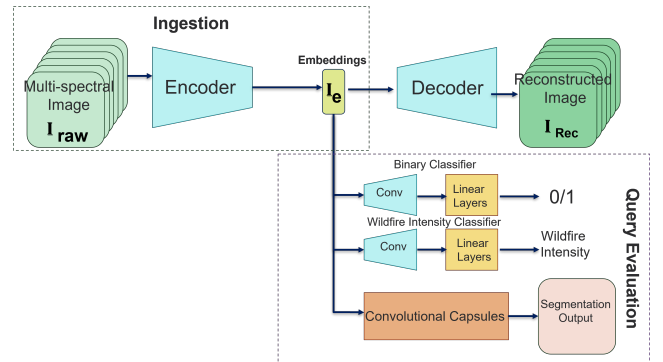 Ingestion
Multi-spectral
Image
I raw
Encoder
Embeddings
Ie
Decoder
Reconstructed
Image
I Rec
Binary Classifier
Conv
Linear
Layers
0/1
Wildfire Intensity Classifier
Conv
Linear
Layers
Wildfire
Intensity
Convolutional Capsules
Segmentation
Output
Query Evaluation